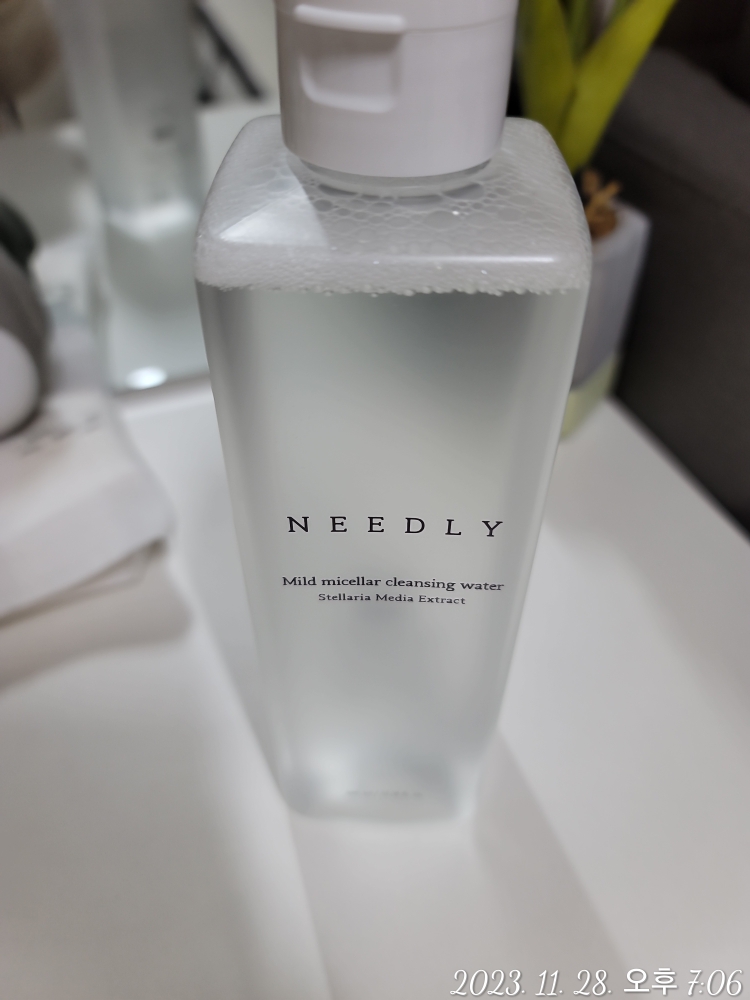 NEEDLY
Mild micellar cleansing water
Stellaria Media Extract
2023. 11. 28. 오후 7:06